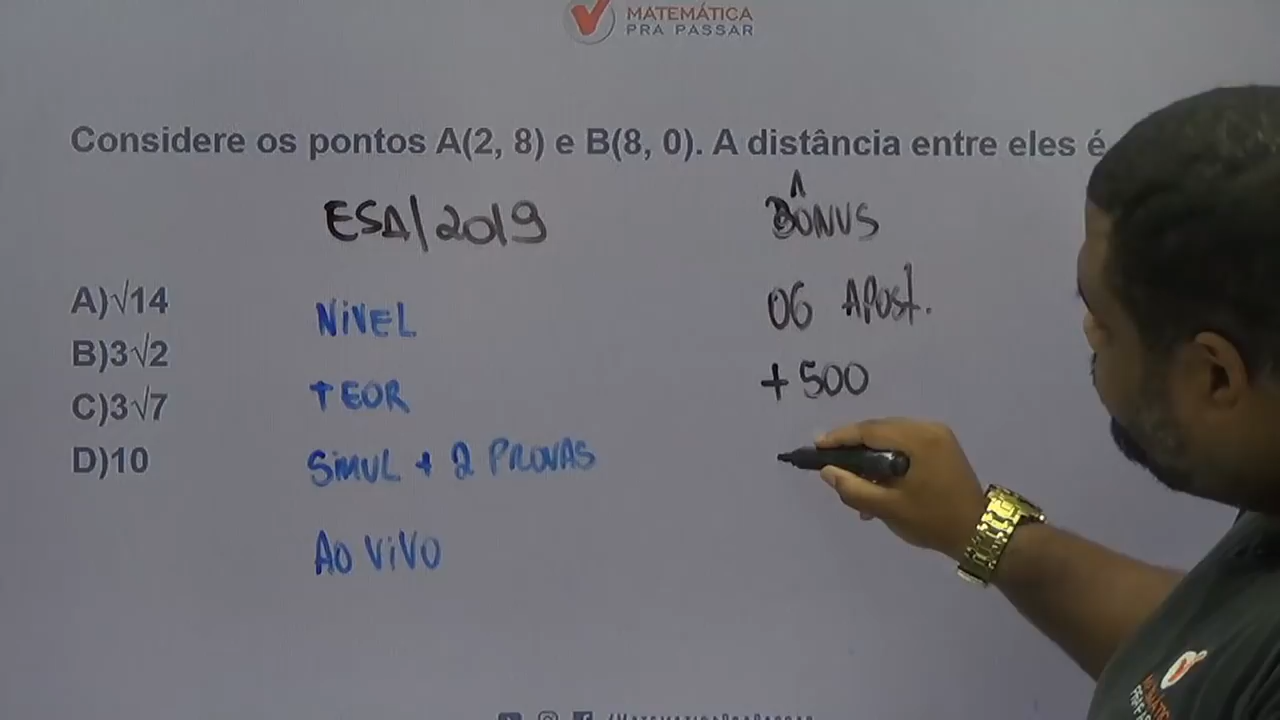 MATEMÁTICA
PRA PASSAR
Considere os pontos A(2, 8) e B(8, 0). A distância entre eles é
ESA/2019
BÔNUS
A)√14
B)3√2
C)3√7
D)10
NiVEL
TEOR
SiMUL + 2 PROVAS
AO ViVO
06 APost.
+ 500
/MATEMATICAPRAPASSAR